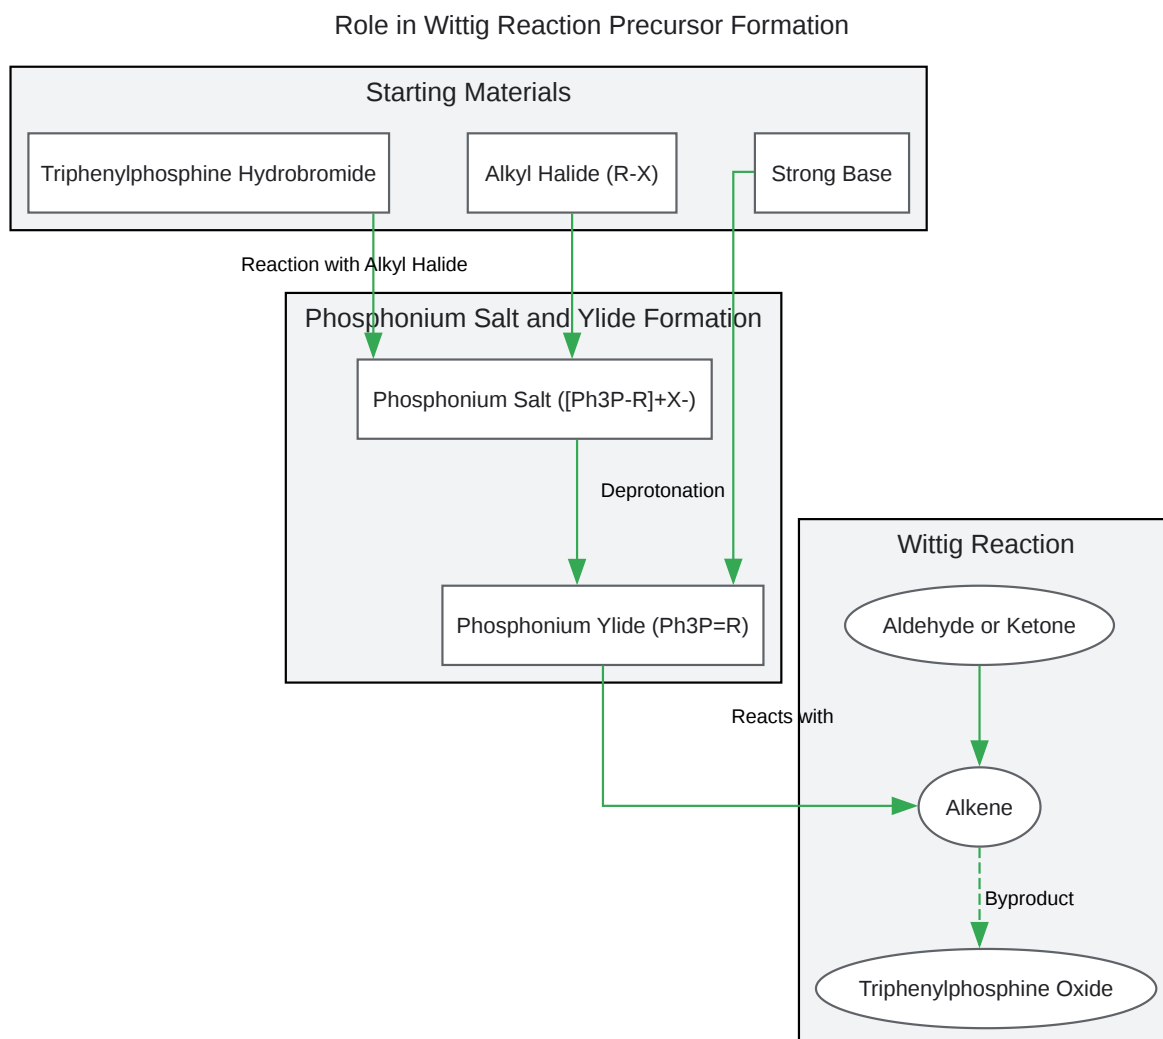 Role in Wittig Reaction Precursor Formation
Starting Materials
Triphenylphosphine Hydrobromide
Alkyl Halide (R-X)
Strong Base
Reaction with Alkyl Halide
Phosphonium Salt and Ylide Formation
Phosphonium Salt ([Ph3P-R]+X-)
Deprotonation
Phosphonium Ylide (Ph3P=R)
Wittig Reaction
Aldehyde or Ketone
Reacts with
Alkene
Byproduct
Triphenylphosphine Oxide